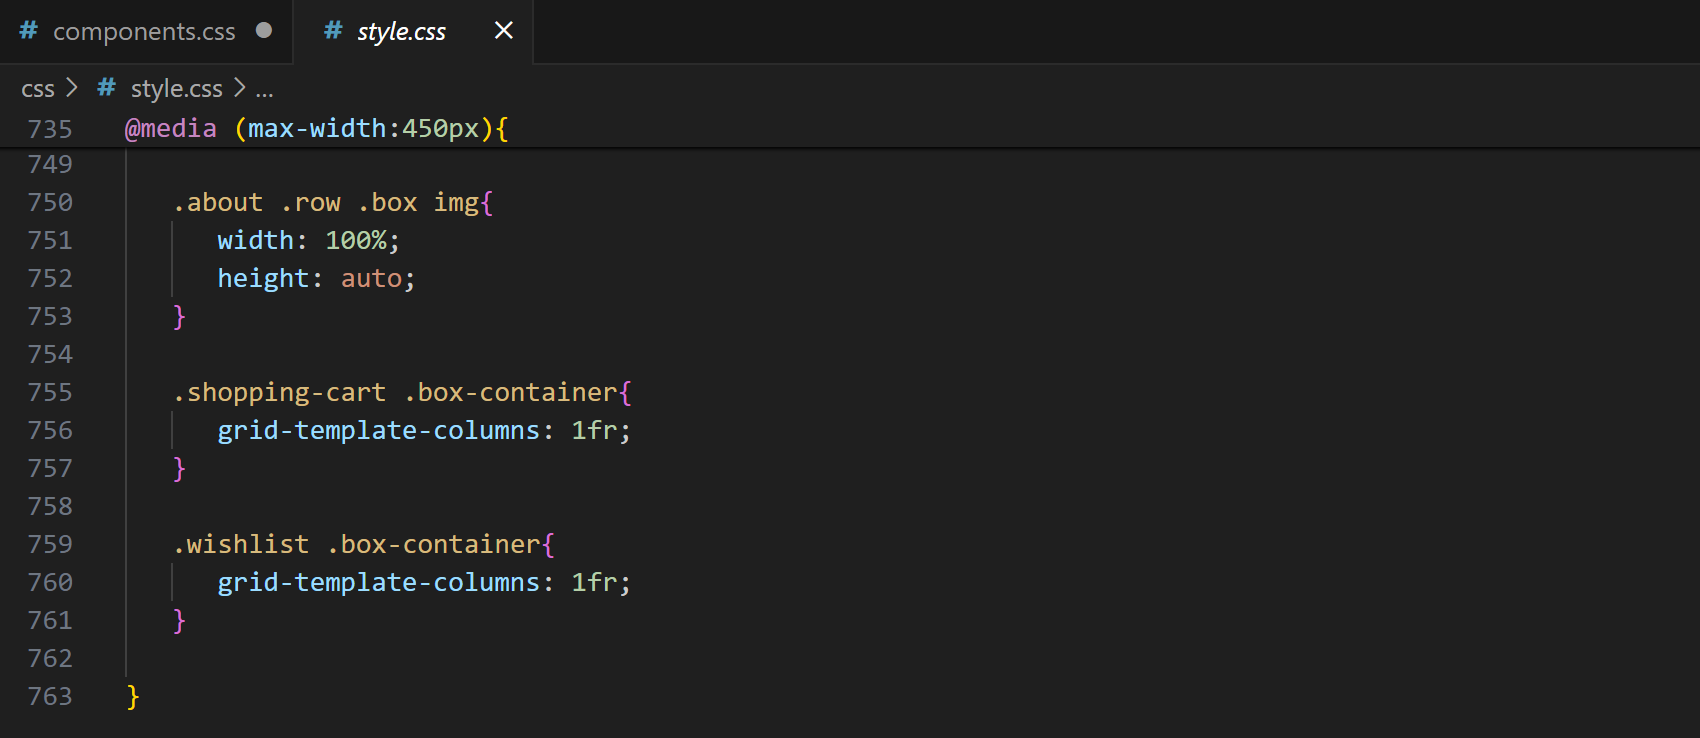 # components.css ● # style.css ×
css > # style.css > ...
735 @media (max-width:450px){
749
750 .about .row .box img{
751 width: 100%;
752 height: auto;
753 }
754
755 .shopping-cart .box-container{
756 grid-template-columns: 1fr;
757 }
758
759 .wishlist .box-container{
760 grid-template-columns: 1fr;
761 }
762
763 }